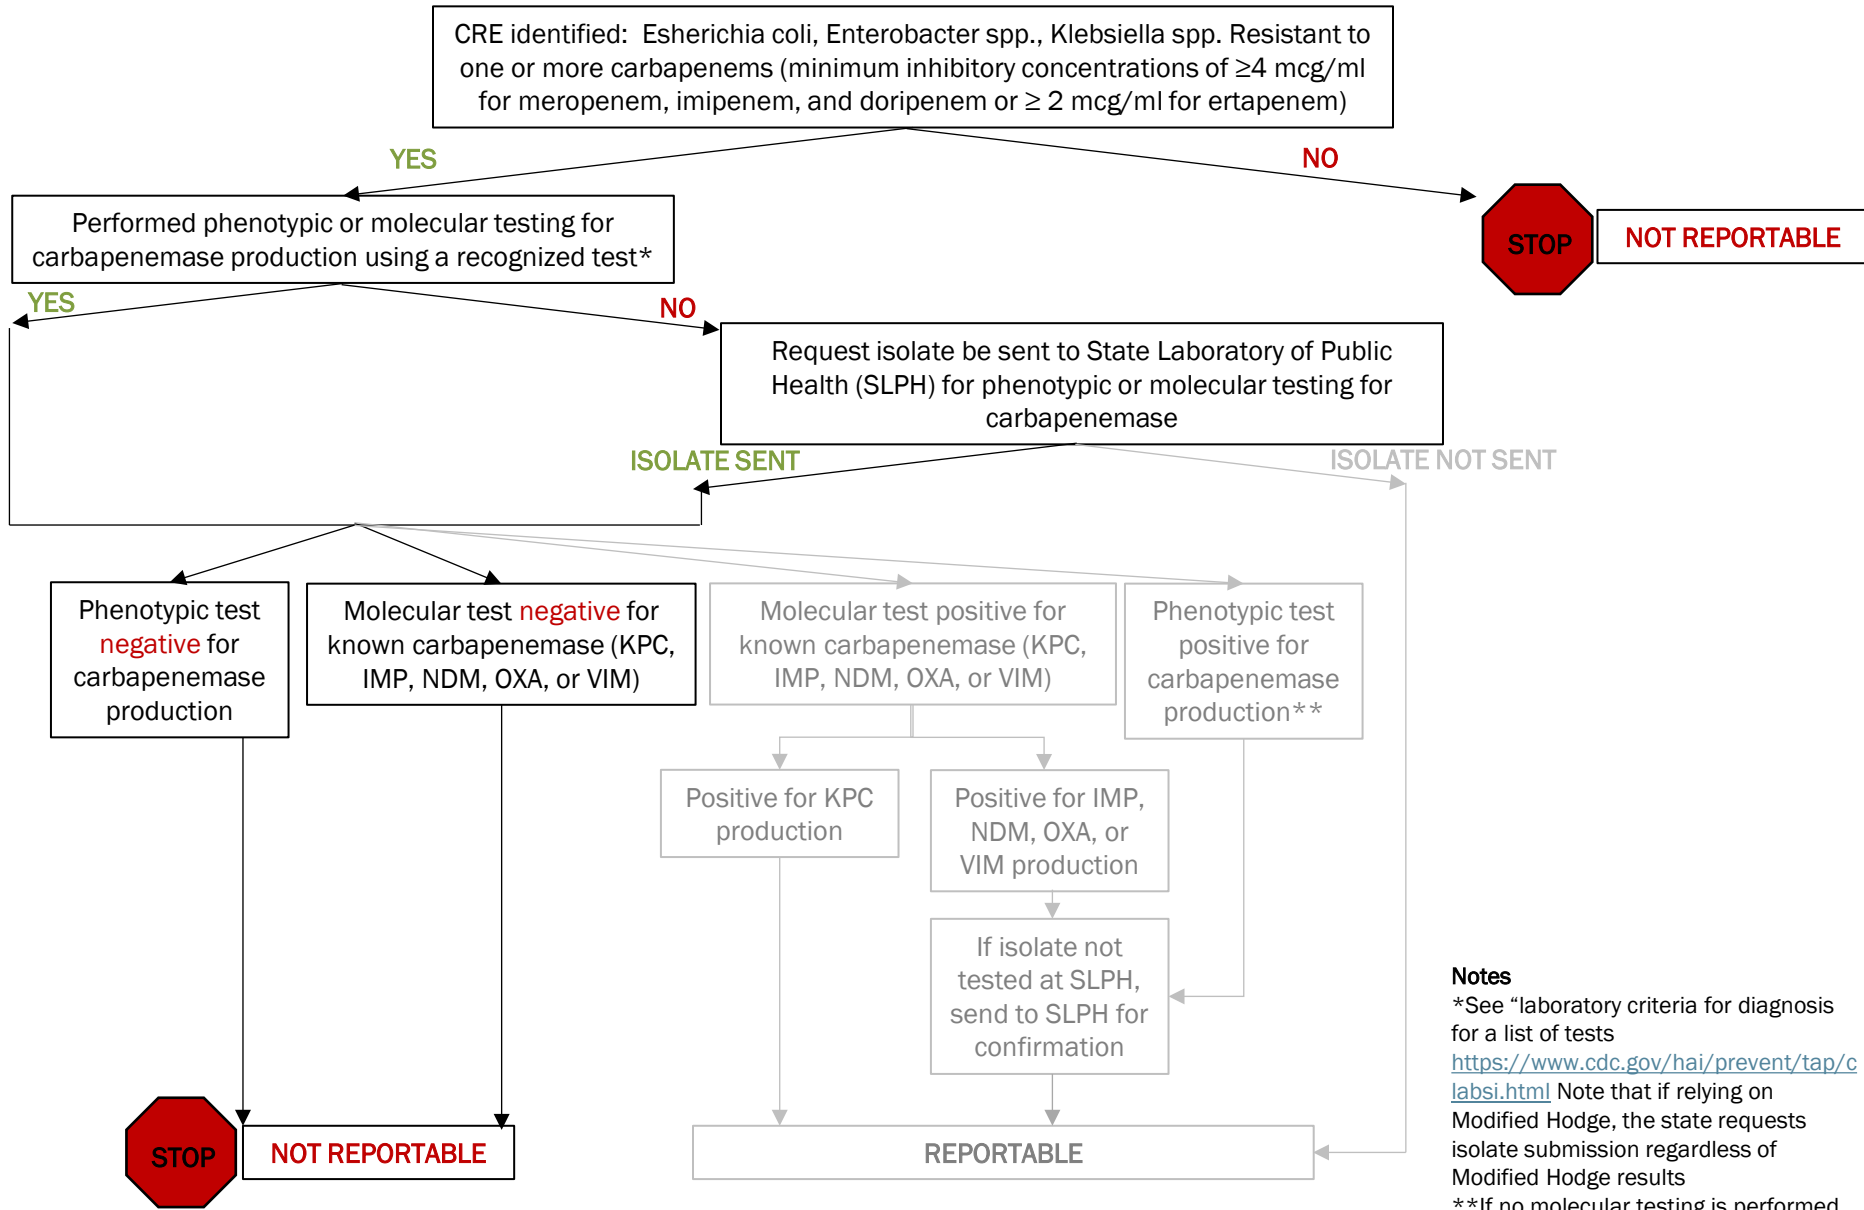 CRE identified:  Esherichia coli, Enterobacter spp., Klebsiella spp. Resistant to
one or more carbapenems (minimum inhibitory concentrations of ≥4 mcg/ml
for meropenem, imipenem, and doripenem or ≥ 2 mcg/ml for ertapenem)
YES
NO
Performed phenotypic or molecular testing for
carbapenemase production using a recognized test*
STOP
NOT REPORTABLE
YES
NO
Request isolate be sent to State Laboratory of Public
Health (SLPH) for phenotypic or molecular testing for
carbapenemase
ISOLATE SENT
ISOLATE NOT SENT
Phenotypic test
negative for
carbapenemase
production
Molecular test negative for
known carbapenemase (KPC,
IMP, NDM, OXA, or VIM)
Molecular test positive for
known carbapenemase (KPC,
IMP, NDM, OXA, or VIM)
Phenotypic test
positive for
carbapenemase
production**
Positive for KPC
production
Positive for IMP,
NDM, OXA, or
VIM production
If isolate not
tested at SLPH,
send to SLPH for
confirmation
STOP
NOT REPORTABLE
REPORTABLE
Notes
*See “laboratory criteria for diagnosis
for a list of tests
https://www.cdc.gov/hai/prevent/tap/c
labsi.html Note that if relying on
Modified Hodge, the state requests
isolate submission regardless of
Modified Hodge results
**If no molecular testing is performed